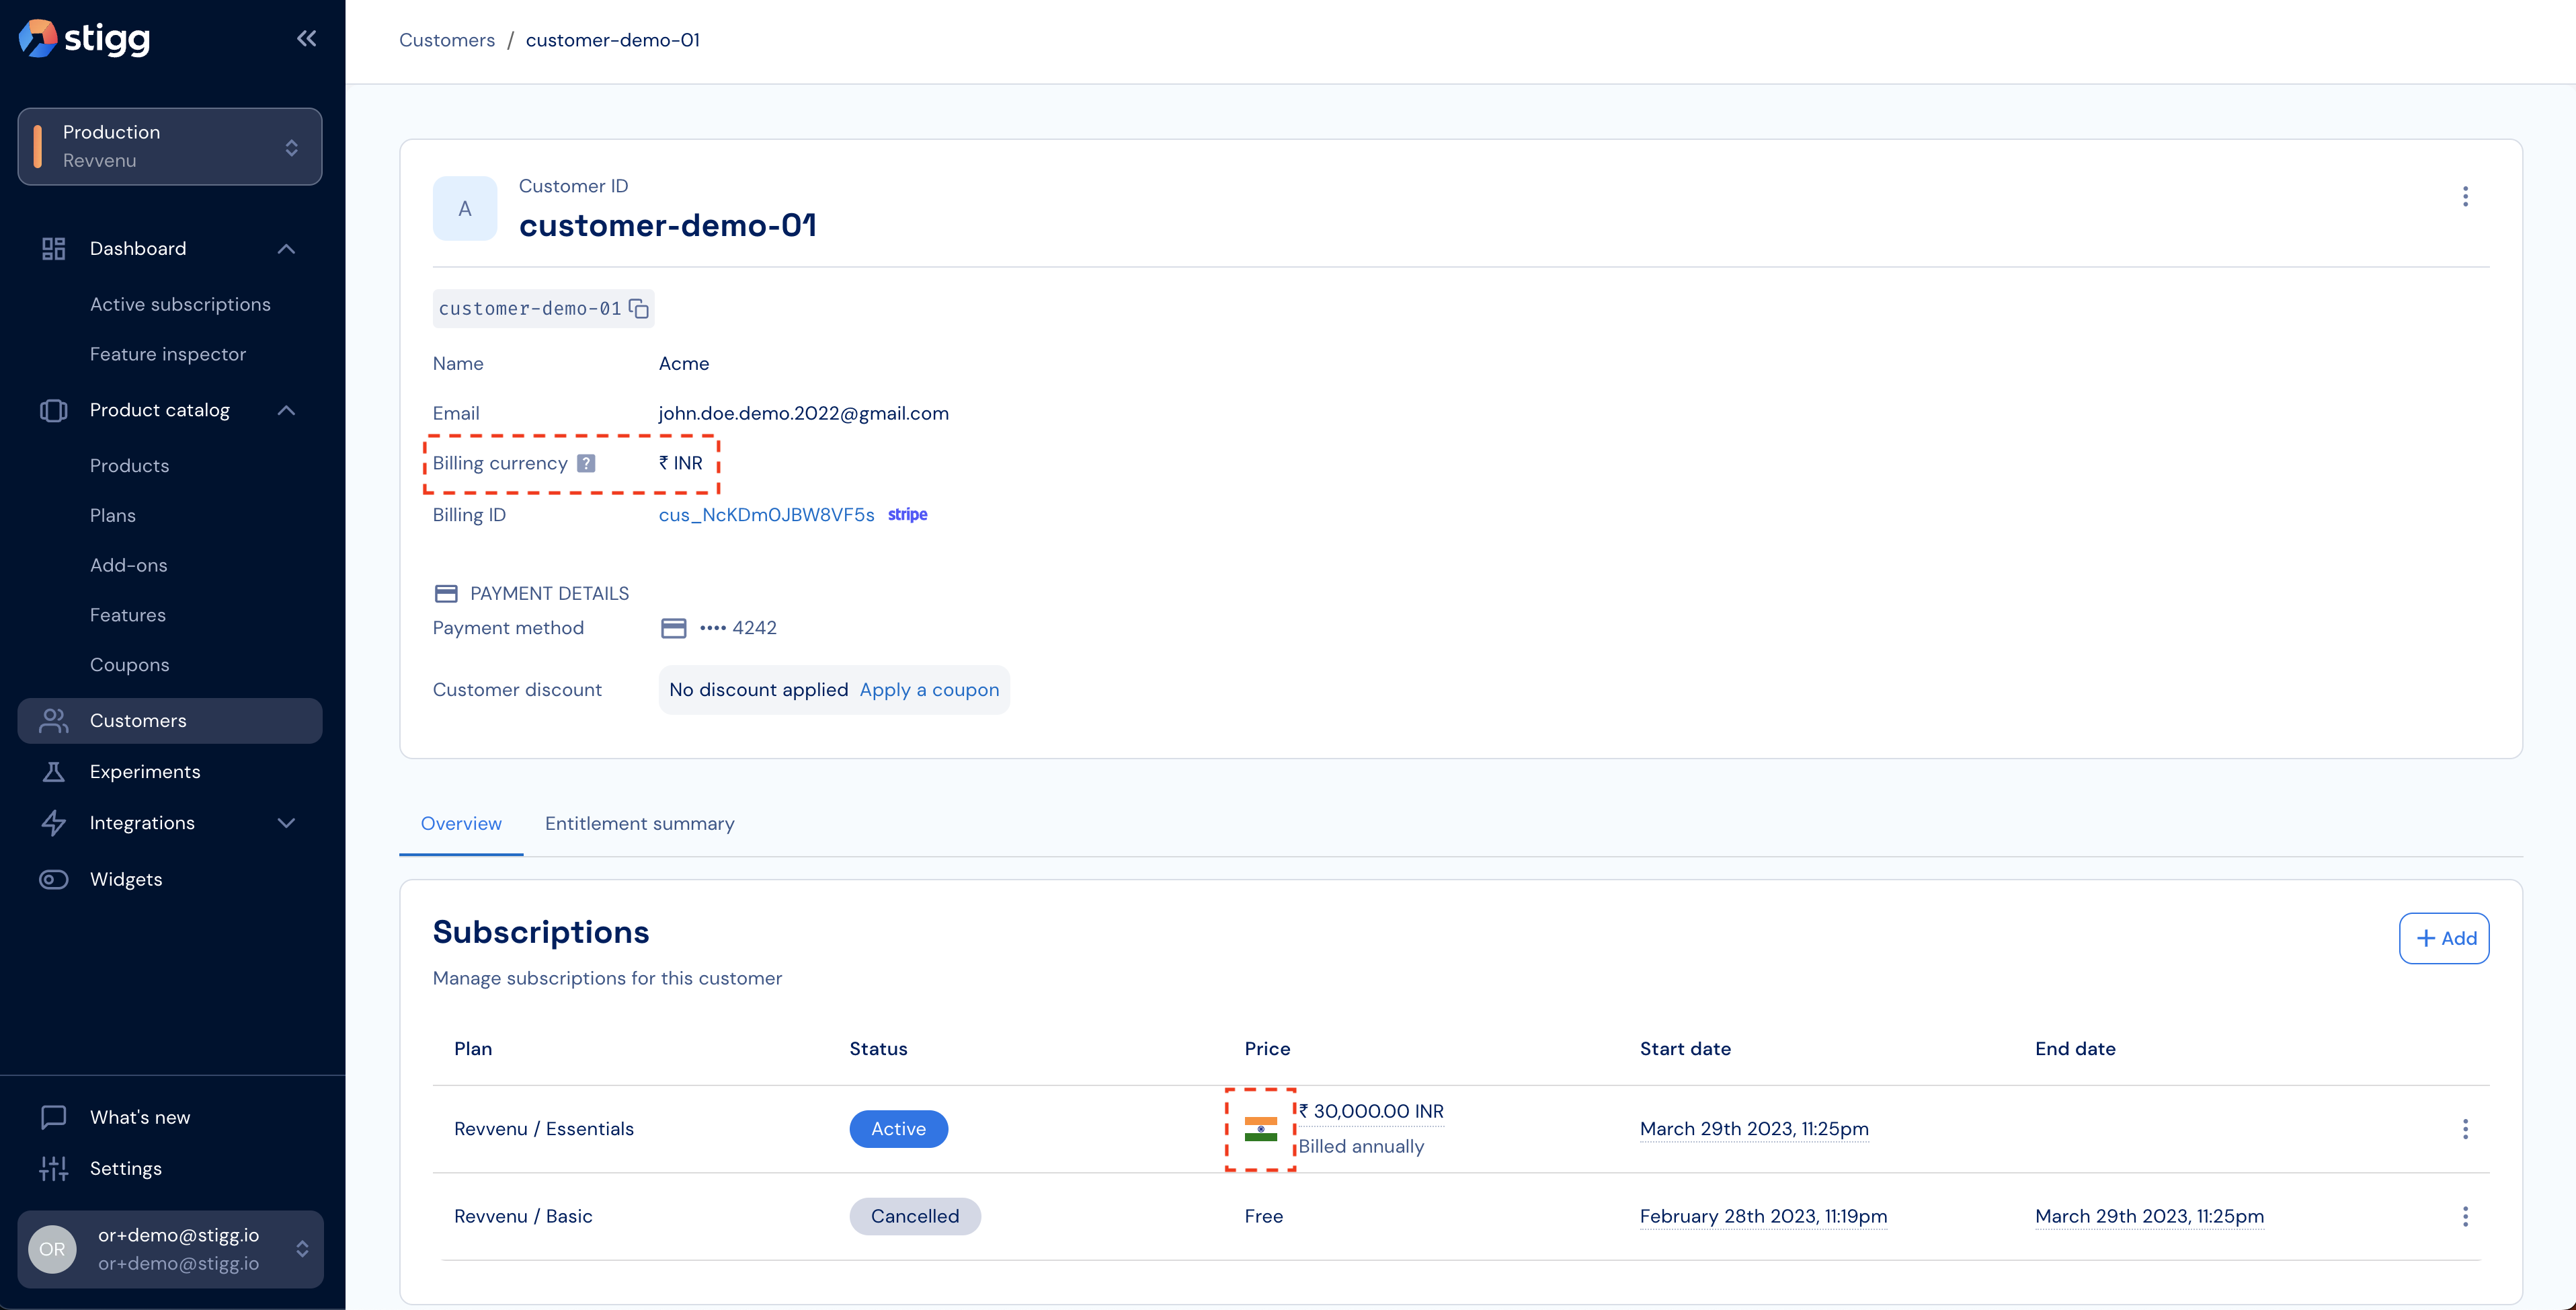 stigg
Customers / customer-demo-01
Production
Revvenu
Dashboard
Active subscriptions
Feature inspector
Product catalog
Products
Plans
Add-ons
Features
Coupons
Customers
Experiments
Integrations
Widgets
What's new
Settings
OR
or+demo@stigg.io
or+demo@stigg.io
A
Customer ID
customer-demo-01
customer-demo-01
Name Acme
Email john.doe.demo.2022@gmail.com
Billing currency ? ₹ INR
Billing ID cus_NcKDm0JBW8VF5s stripe
PAYMENT DETAILS
Payment method •••• 4242
Customer discount No discount applied Apply a coupon
Overview Entitlement summary
Subscriptions
+ Add
Manage subscriptions for this customer
Plan Status Price Start date End date
Revvenu / Essentials Active ₹ 30,000.00 INR March 29th 2023, 11:25pm
Billed annually
Revvenu / Basic Cancelled Free February 28th 2023, 11:19pm March 29th 2023, 11:25pm